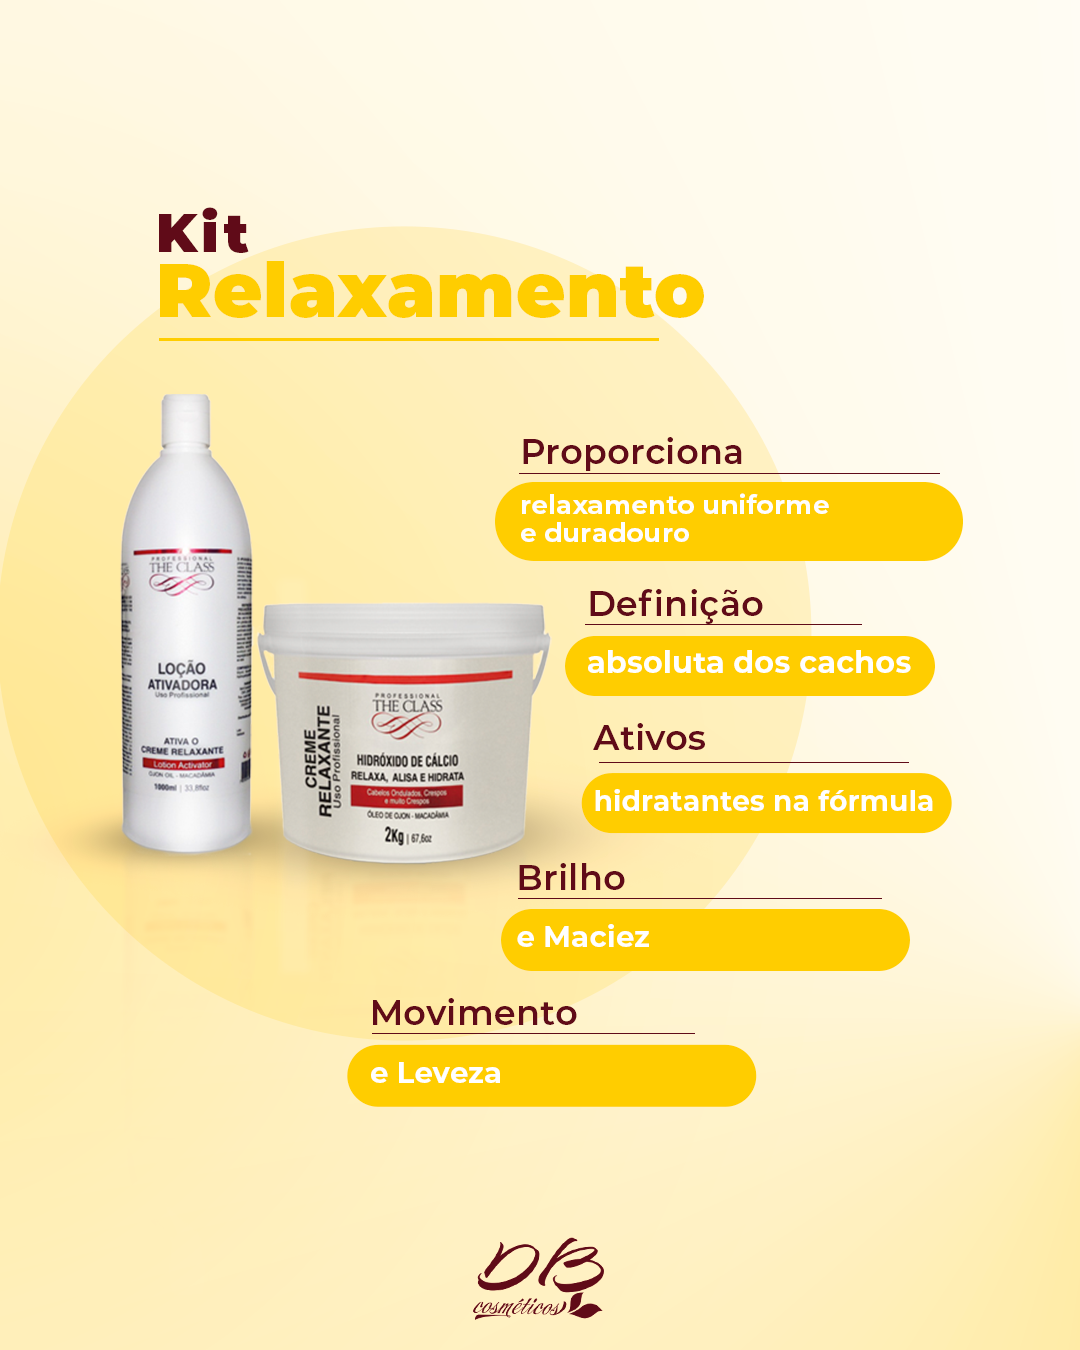 Kit
Relaxamento
Proporciona
relaxamento uniforme
e duradouro
Definição
absoluta dos cachos
Ativos
hidratantes na fórmula
Brilho
e Maciez
Movimento
e Leveza
PROFESSIONAL
THE CLASS
LOÇÃO
ATIVADORA
Uso Profissional
ATIVA O
CREME RELAXANTE
Lotion Activator
OJON OIL - MACADÂMIA
1000ml | 33,8floz
CREME
RELAXANTE
Uso Profissional
PROFESSIONAL
THE CLASS
HIDRÓXIDO DE CÁLCIO
RELAXA, ALISA E HIDRATA
Cabelos Ondulados, Crespos
e muito Crespos
ÓLEO DE OJON - MACADÂMIA
2Kg | 67,6oz
DB
cosméticos